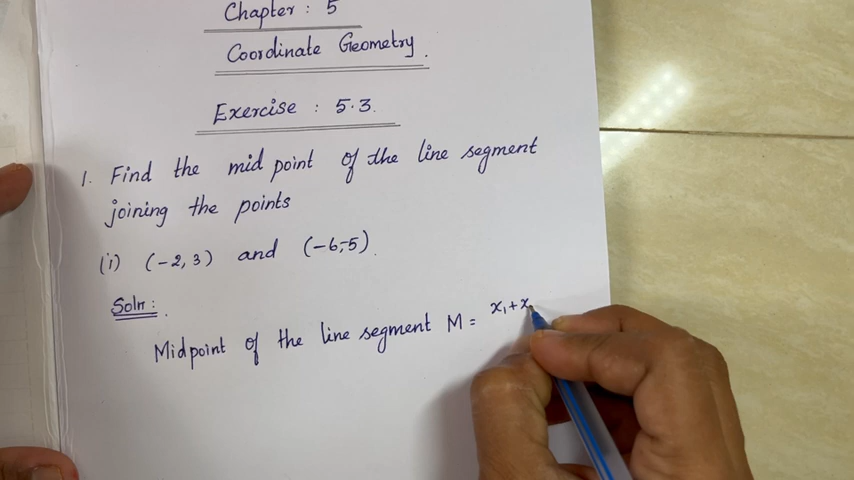 Chapter : 5
Coordinate Geometry.
Exercise : 5.3.
1. Find the mid point of the line segment
joining the points
(i) (-2, 3) and (-6,-5).
Soln:
Midpoint of the line segment M = x₁+x